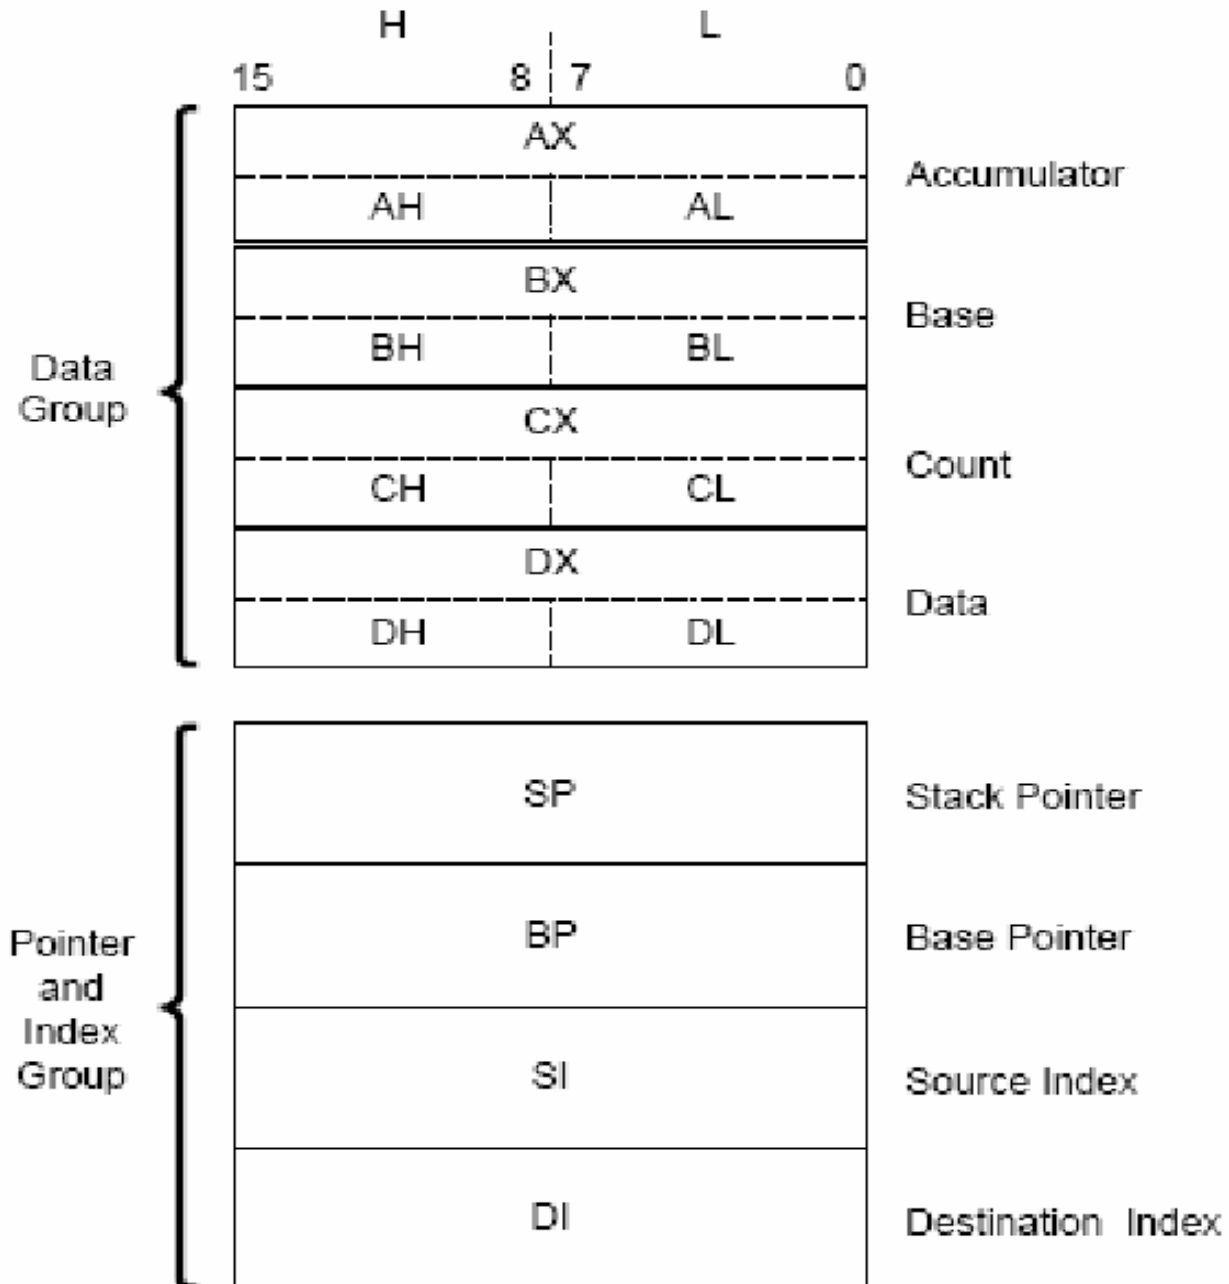 H L
15 8 7 0
AX
Accumulator
AH AL
BX
Base
BH BL
Data
Group
CX
Count
CH CL
DX
Data
DH DL
SP
Stack Pointer
BP
Base Pointer
Pointer
and
Index
Group
SI
Source Index
DI
Destination Index